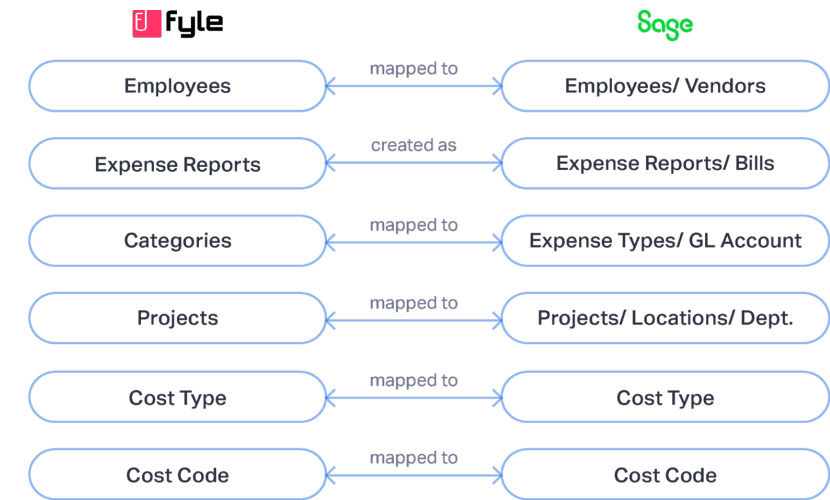 fyle
Sage
Employees
mapped to
Employees/ Vendors
Expense Reports
created as
Expense Reports/ Bills
Categories
mapped to
Expense Types/ GL Account
Projects
mapped to
Projects/ Locations/ Dept.
Cost Type
mapped to
Cost Type
Cost Code
mapped to
Cost Code